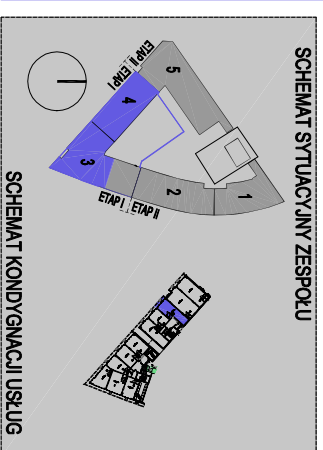 SCHEMAT SYTUACYJNY ZESPOŁU
ETAP II
ETAP I
5
4
3
2
1
ETAP I
ETAP II
SCHEMAT KONDYGNACJI USŁUG